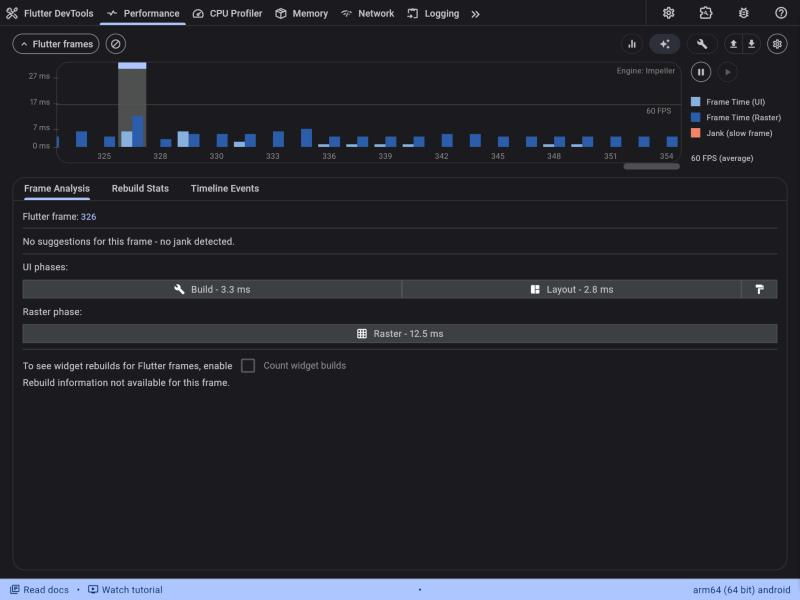 Flutter DevTools Performance CPU Profiler Memory Network Logging
Flutter frames
27 ms
17 ms
7 ms
0 ms
Engine: Impeller
60 FPS
325 328 330 333 336 339 342 345 348 351 354
Frame Time (UI)
Frame Time (Raster)
Jank (slow frame)
60 FPS (average)
Frame Analysis Rebuild Stats Timeline Events
Flutter frame: 326
No suggestions for this frame - no jank detected.
UI phases:
Build - 3.3 ms Layout - 2.8 ms
Raster phase:
Raster - 12.5 ms
To see widget rebuilds for Flutter frames, enable Count widget builds
Rebuild information not available for this frame.
Read docs • Watch tutorial • arm64 (64 bit) android